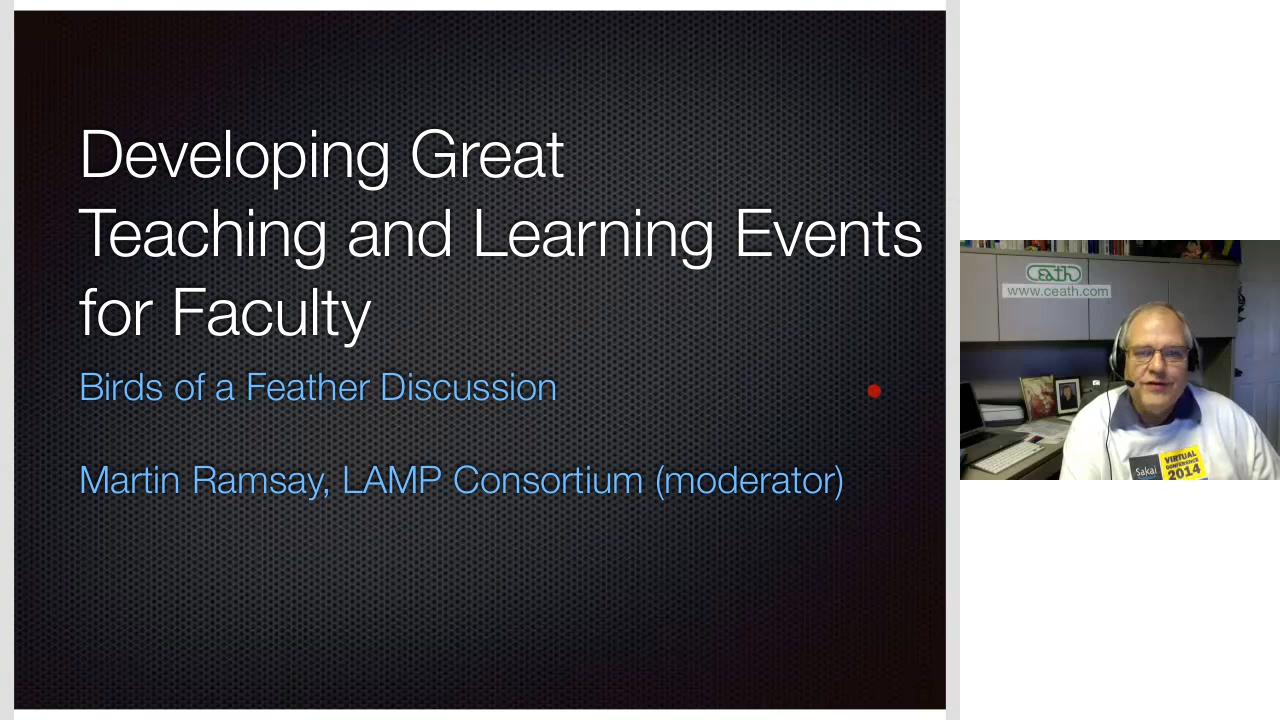 Developing Great
Teaching and Learning Events
for Faculty
Birds of a Feather Discussion
Martin Ramsay, LAMP Consortium (moderator)
ceath
www.ceath.com
Sakai
VIRTUAL
CONFERENCE
2014